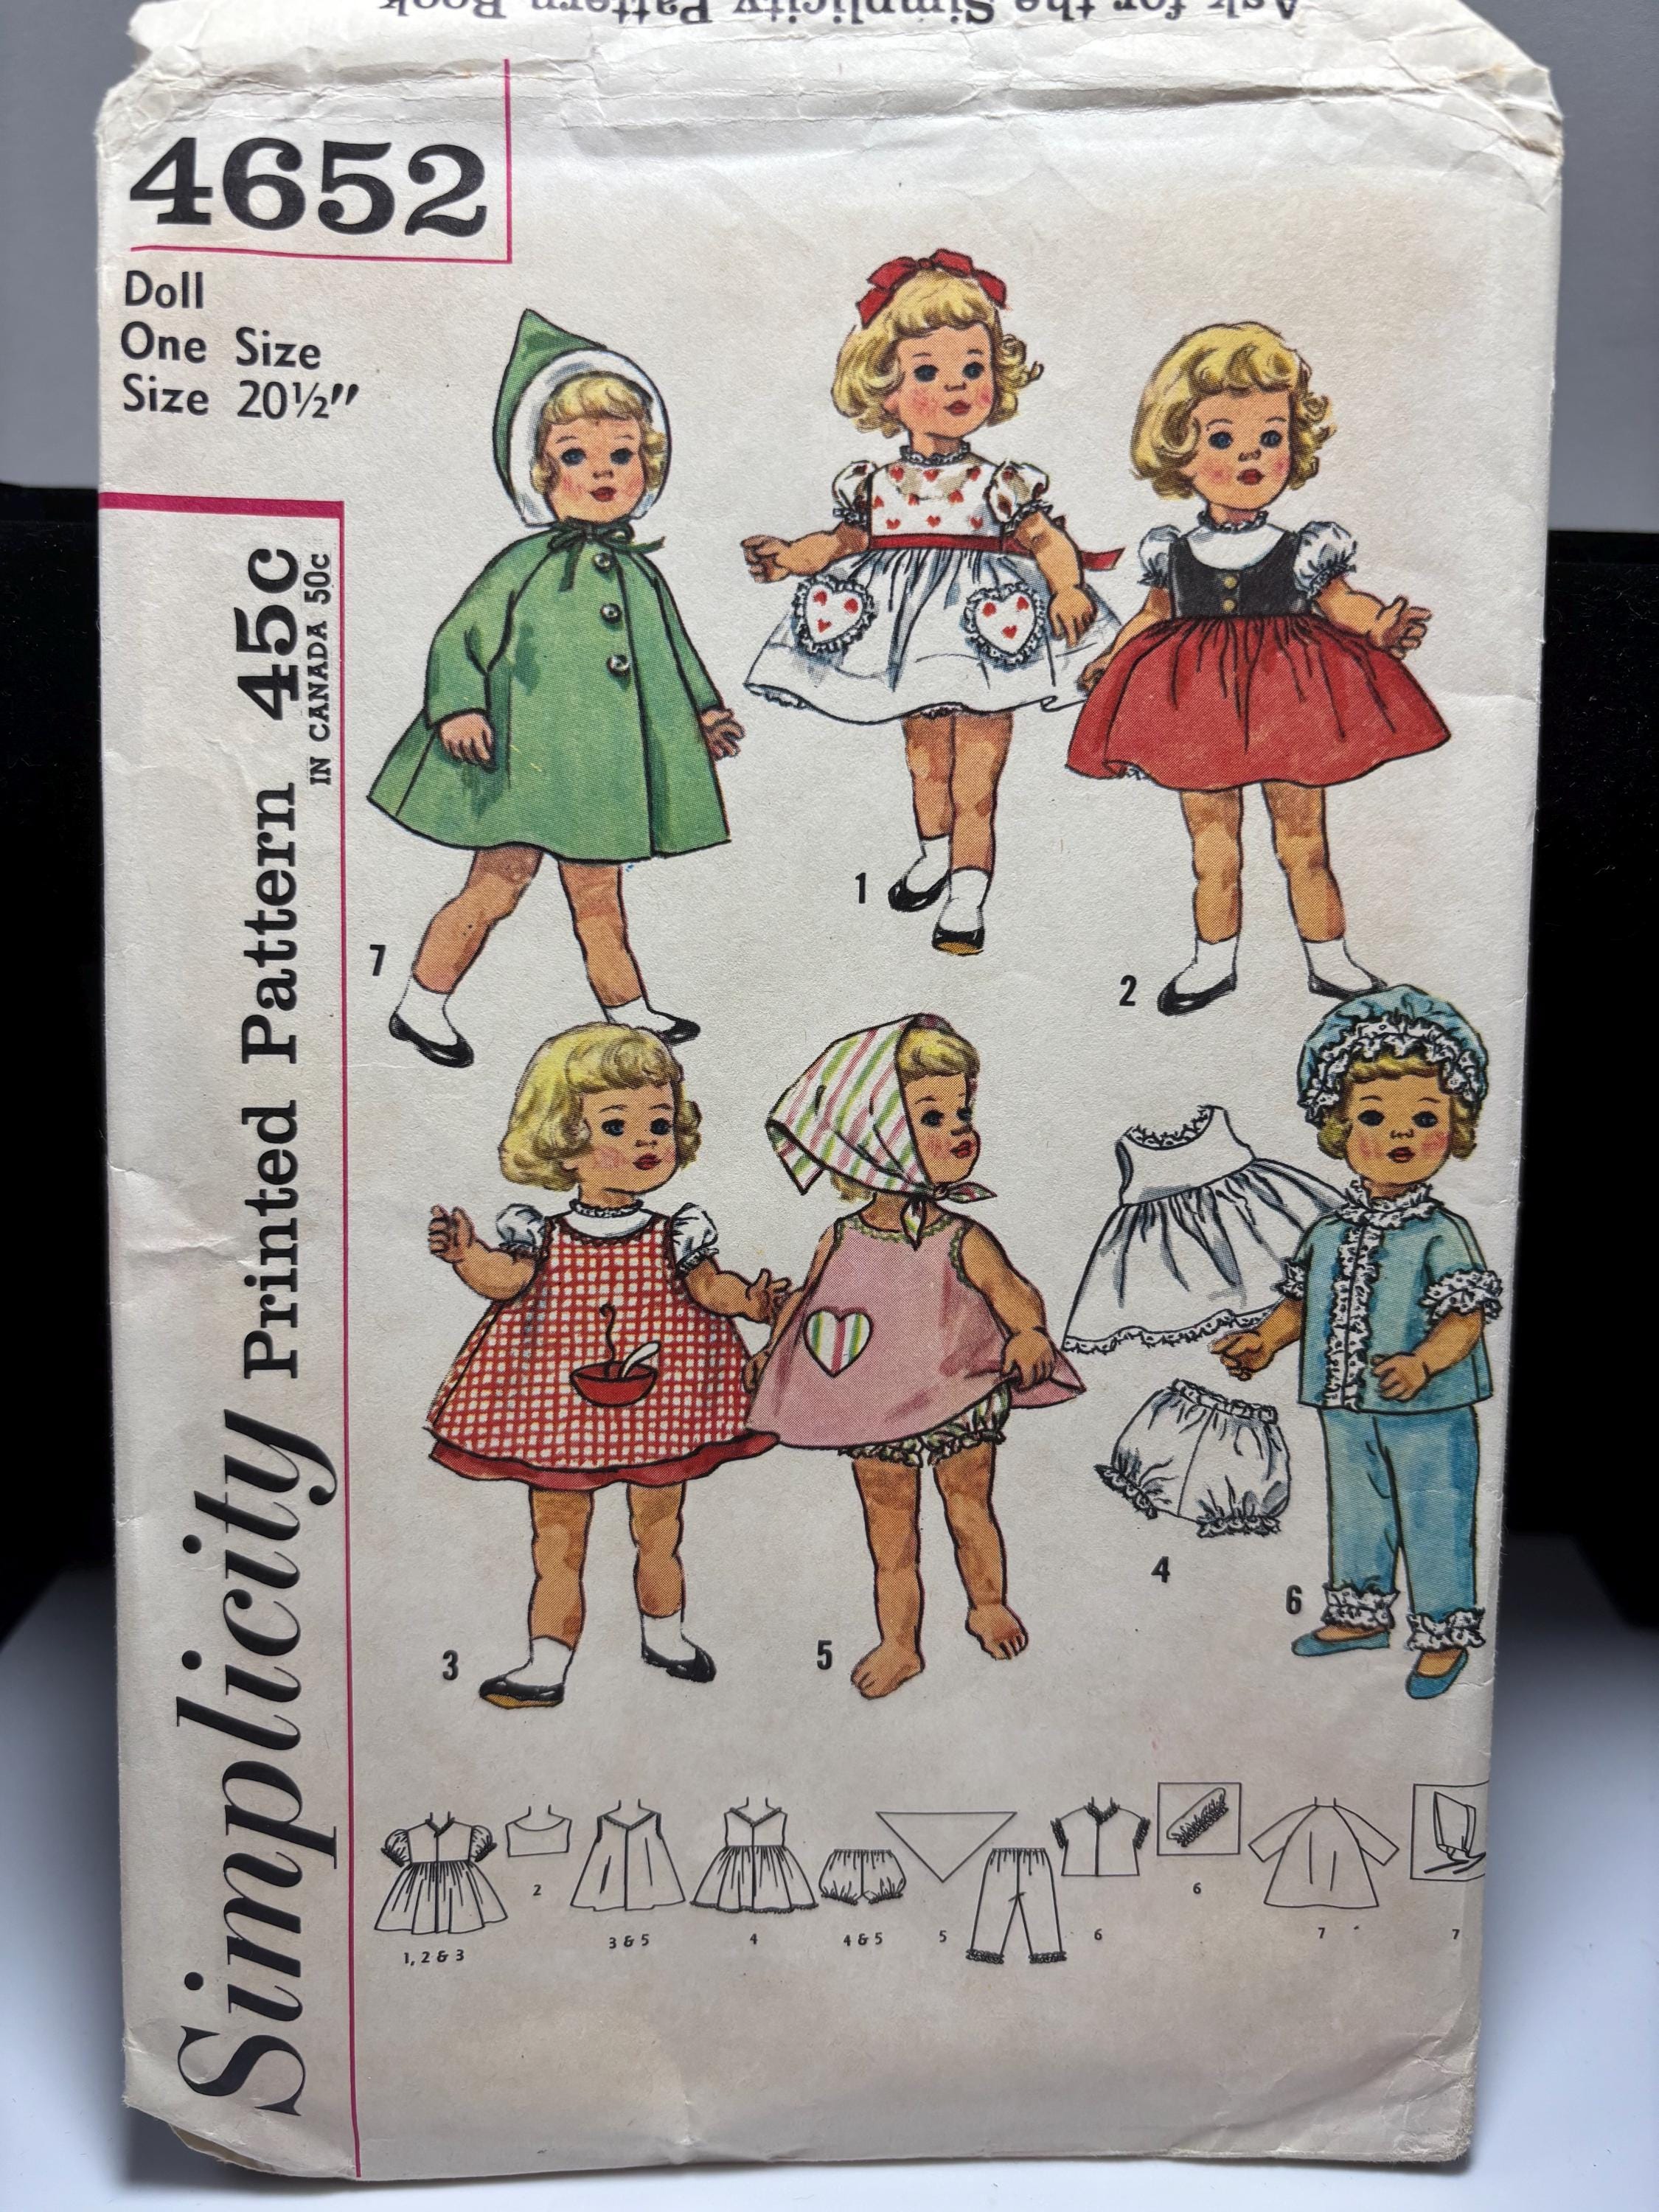 Ask for the Simplicity Pattern Book
4652
Doll
One Size
Size 20½"
Simplicity Printed Pattern 45c
IN CANADA 50c
7
1
2
3
5
4
6
1, 2 & 3
2
3 & 5
4
4 & 5
5
6
6
7
7